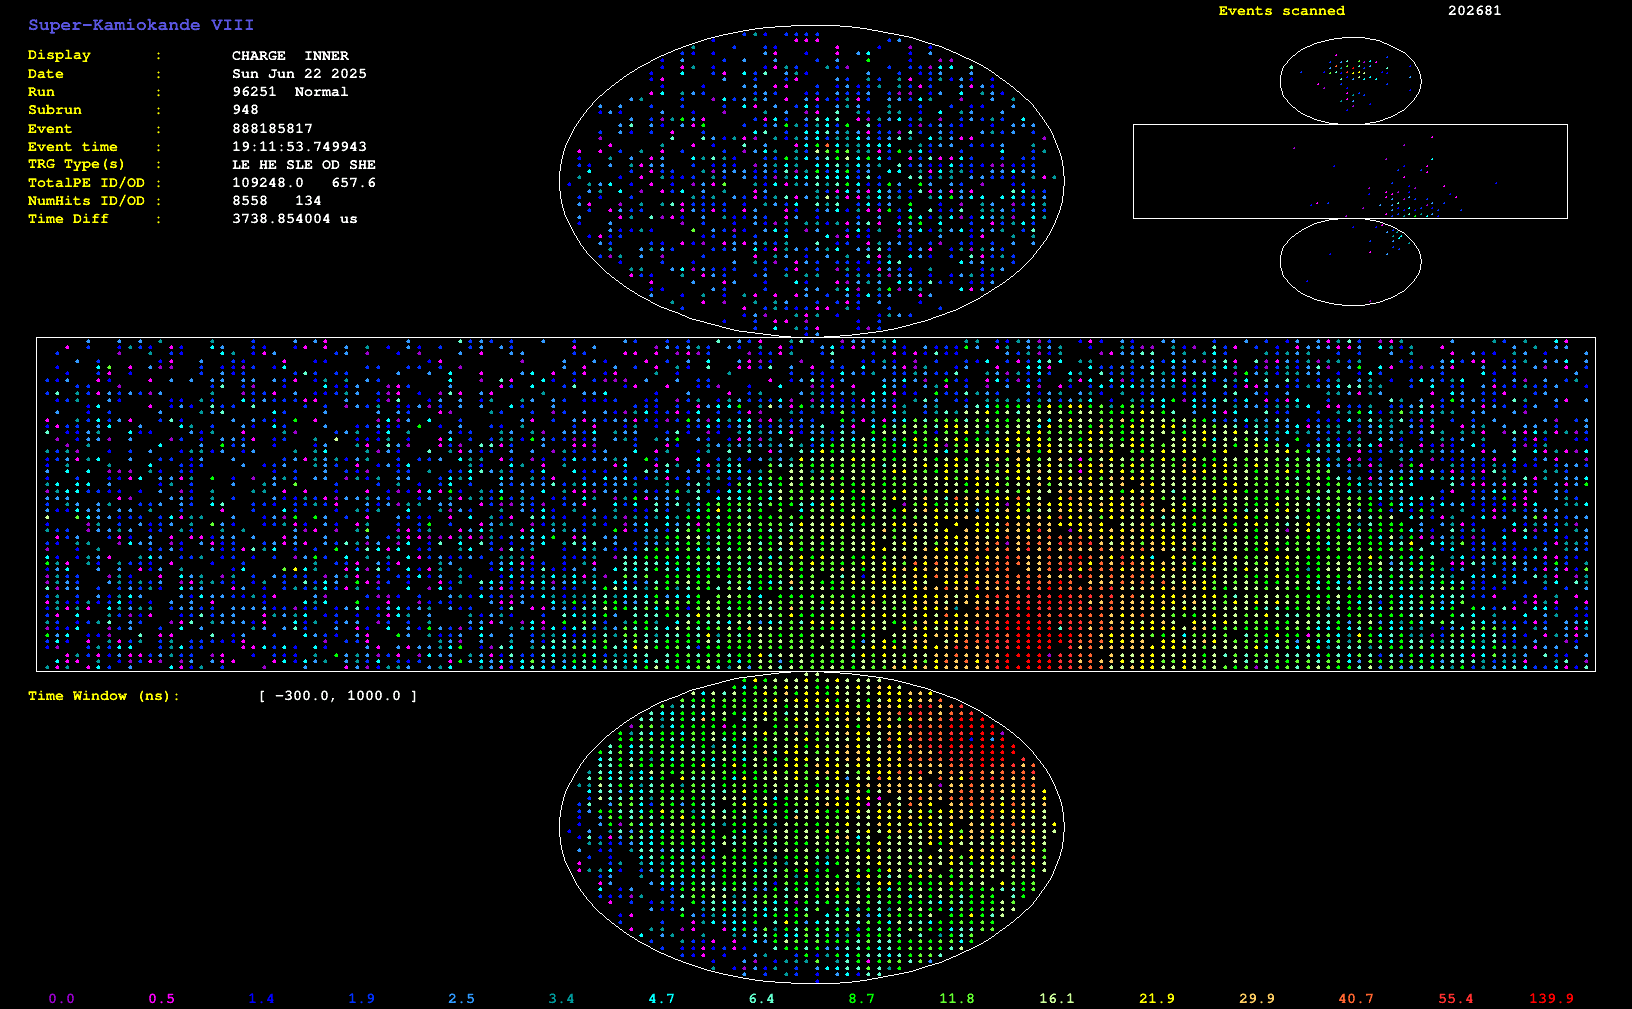 Super-Kamiokande VIII
Display : CHARGE INNER
Date : Sun Jun 22 2025
Run : 96251 Normal
Subrun : 948
Event : 888185817
Event time : 19:11:53.749943
TRG Type(s) : LE HE SLE OD SHE
TotalPE ID/OD : 109248.0 657.6
NumHits ID/OD : 8558 134
Time Diff : 3738.854004 us
Events scanned 202681
Time Window (ns): [ -300.0, 1000.0 ]
0.0 0.5 1.4 1.9 2.5 3.4 4.7 6.4 8.7 11.8 16.1 21.9 29.9 40.7 55.4 139.9